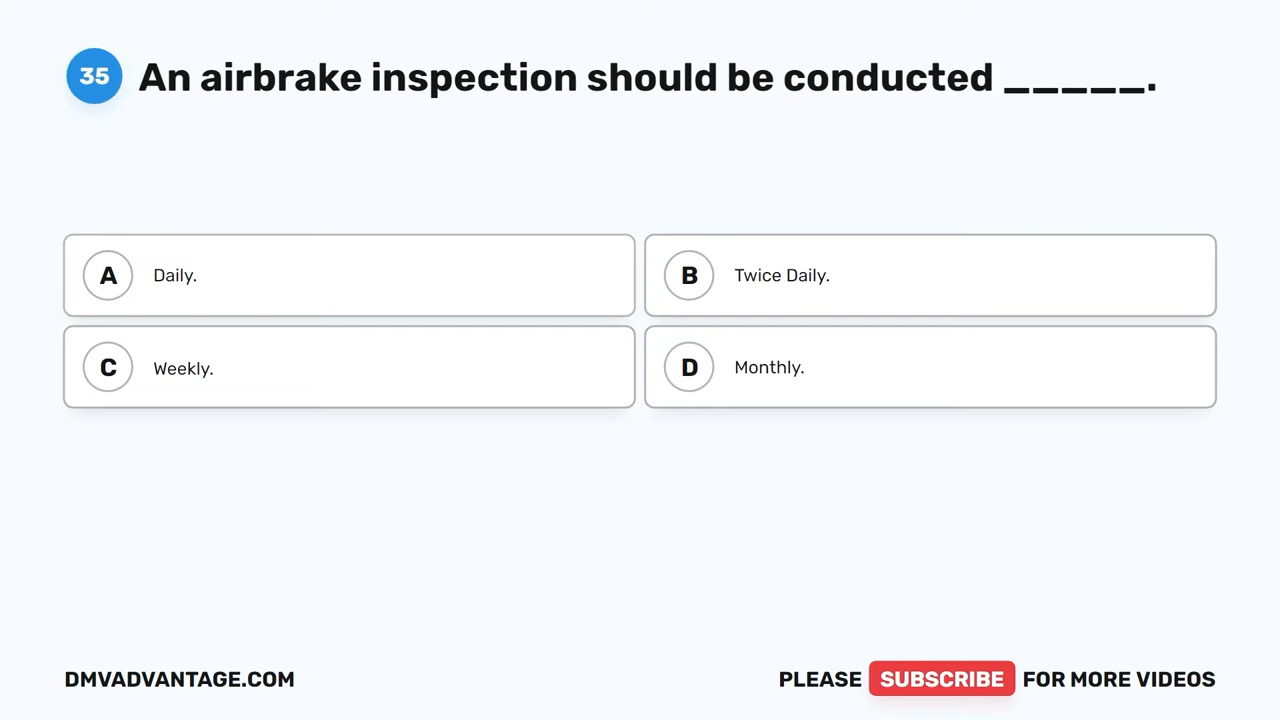 35 An airbrake inspection should be conducted _____.
A Daily.
B Twice Daily.
C Weekly.
D Monthly.
DMVADVANTAGE.COM
PLEASE SUBSCRIBE FOR MORE VIDEOS